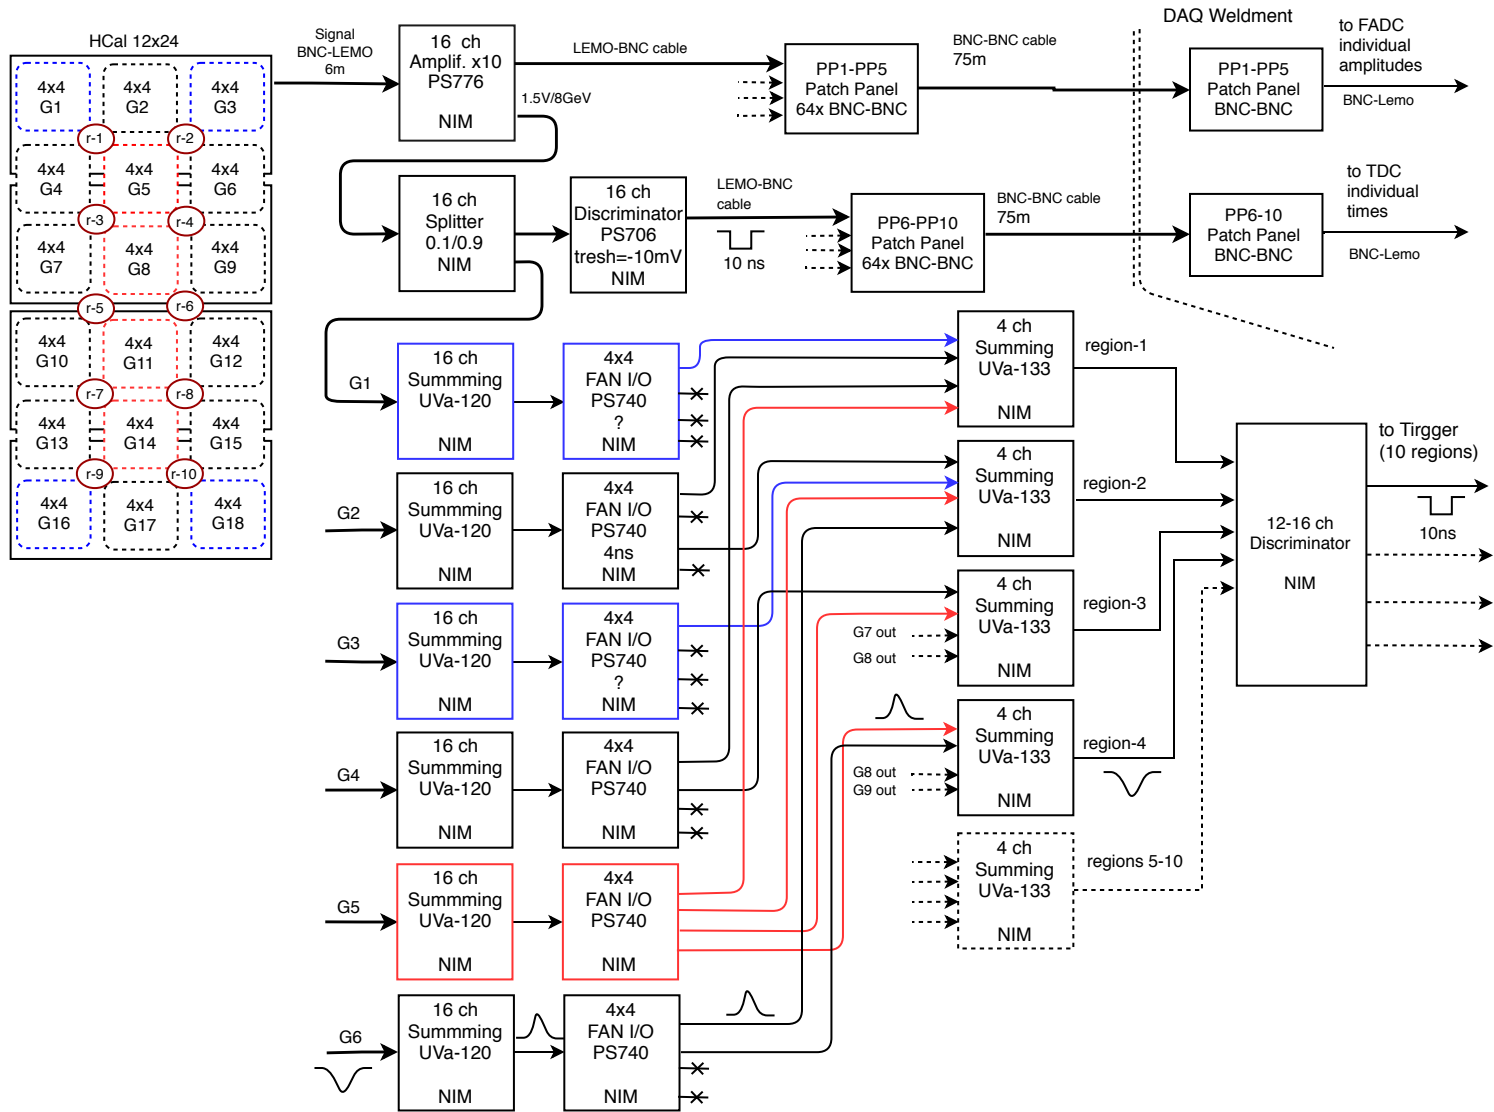 HCal 12x24
4x4
G1
4x4
G2
4x4
G3
r-1
r-2
4x4
G4
4x4
G5
4x4
G6
r-3
r-4
4x4
G7
4x4
G8
4x4
G9
r-5
r-6
4x4
G10
4x4
G11
4x4
G12
r-7
r-8
4x4
G13
4x4
G14
4x4
G15
r-9
r-10
4x4
G16
4x4
G17
4x4
G18
Signal
BNC-LEMO
6m
16 ch
Amplif. x10
PS776
NIM
LEMO-BNC cable
1.5V/8GeV
PP1-PP5
Patch Panel
64x BNC-BNC
BNC-BNC cable
75m
DAQ Weldment
PP1-PP5
Patch Panel
BNC-BNC
to FADC
individual
amplitudes
BNC-Lemo
16 ch
Splitter
0.1/0.9
NIM
16 ch
Discriminator
PS706
tresh=-10mV
NIM
LEMO-BNC
cable
10 ns
PP6-PP10
Patch Panel
64x BNC-BNC
BNC-BNC cable
75m
PP6-10
Patch Panel
BNC-BNC
to TDC
individual
times
BNC-Lemo
G1
16 ch
Summming
UVa-120
NIM
4x4
FAN I/O
PS740
?
NIM
G2
16 ch
Summming
UVa-120
NIM
4x4
FAN I/O
PS740
4ns
NIM
G3
16 ch
Summming
UVa-120
NIM
4x4
FAN I/O
PS740
?
NIM
G4
16 ch
Summming
UVa-120
NIM
4x4
FAN I/O
PS740
NIM
G5
16 ch
Summming
UVa-120
NIM
4x4
FAN I/O
PS740
NIM
G6
16 ch
Summming
UVa-120
NIM
4x4
FAN I/O
PS740
NIM
4 ch
Summing
UVa-133
NIM
region-1
4 ch
Summing
UVa-133
NIM
region-2
G7 out
G8 out
4 ch
Summing
UVa-133
NIM
region-3
G8 out
G9 out
4 ch
Summing
UVa-133
NIM
region-4
4 ch
Summing
UVa-133
NIM
regions 5-10
12-16 ch
Discriminator
NIM
to Tirgger
(10 regions)
10ns